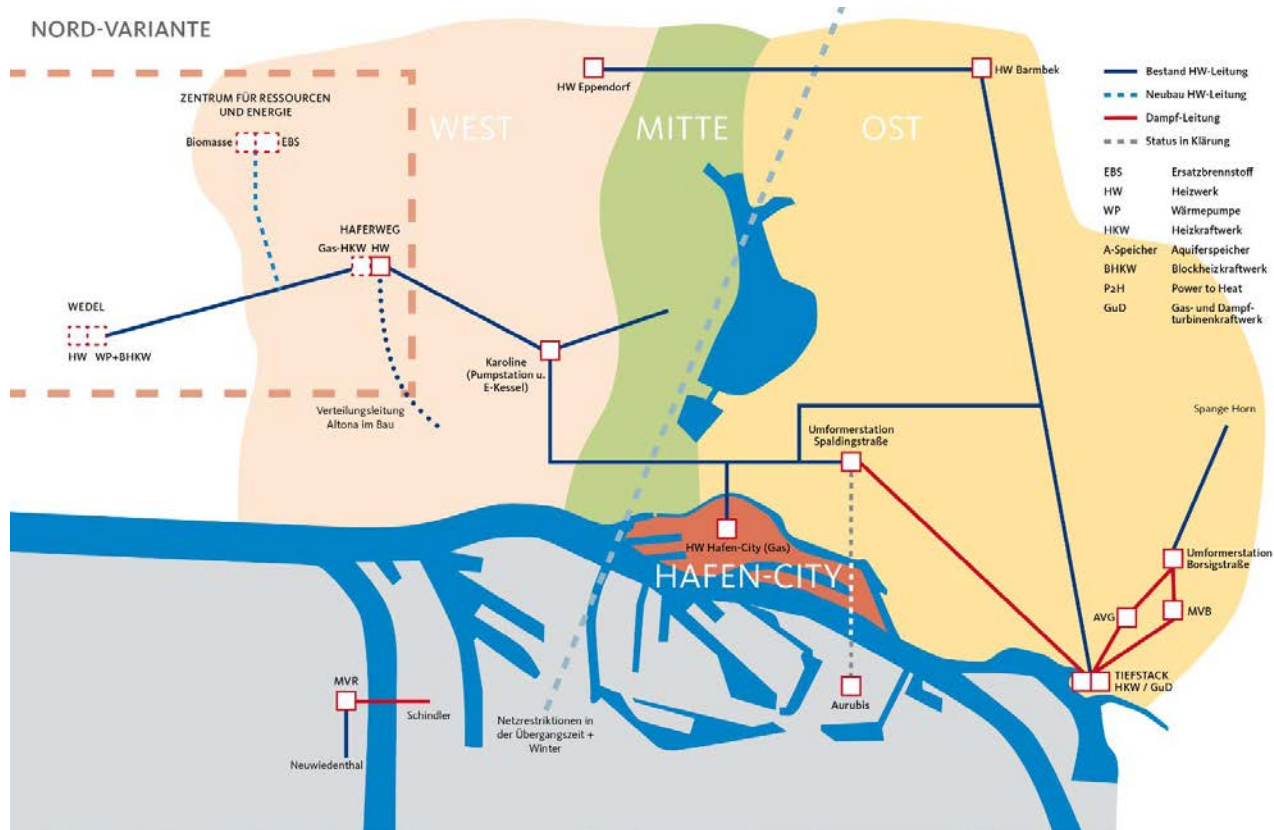 NORD-VARIANTE
ZENTRUM FÜR RESSOURCEN
UND ENERGIE
Biomasse
EBS
WEST
MITTE
OST
HW Eppendorf
HW Barmbek
HAFERWEG
Gas-HKW HW
WEDEL
HW WP+BHKW
Karoline
(Pumpstation u.
E-Kessel)
Verteilungsleitung
Altona im Bau
Umformerstation
Spaldingstraße
Spange Horn
HW Hafen-City (Gas)
HAFEN-CITY
Umformerstation
Borsigstraße
AVG
MVB
TIEFSTACK
HKW / GuD
MVR
Schindler
Neuwiedenthal
Netzrestriktionen in
der Übergangszeit +
Winter
Aurubis
Bestand HW-Leitung
Neubau HW-Leitung
Dampf-Leitung
Status in Klärung
EBS Ersatzbrennstoff
HW Heizwerk
WP Wärmepumpe
HKW Heizkraftwerk
A-Speicher Aquiferspeicher
BHKW Blockheizkraftwerk
P2H Power to Heat
GuD Gas- und Dampf-
turbinenkraftwerk